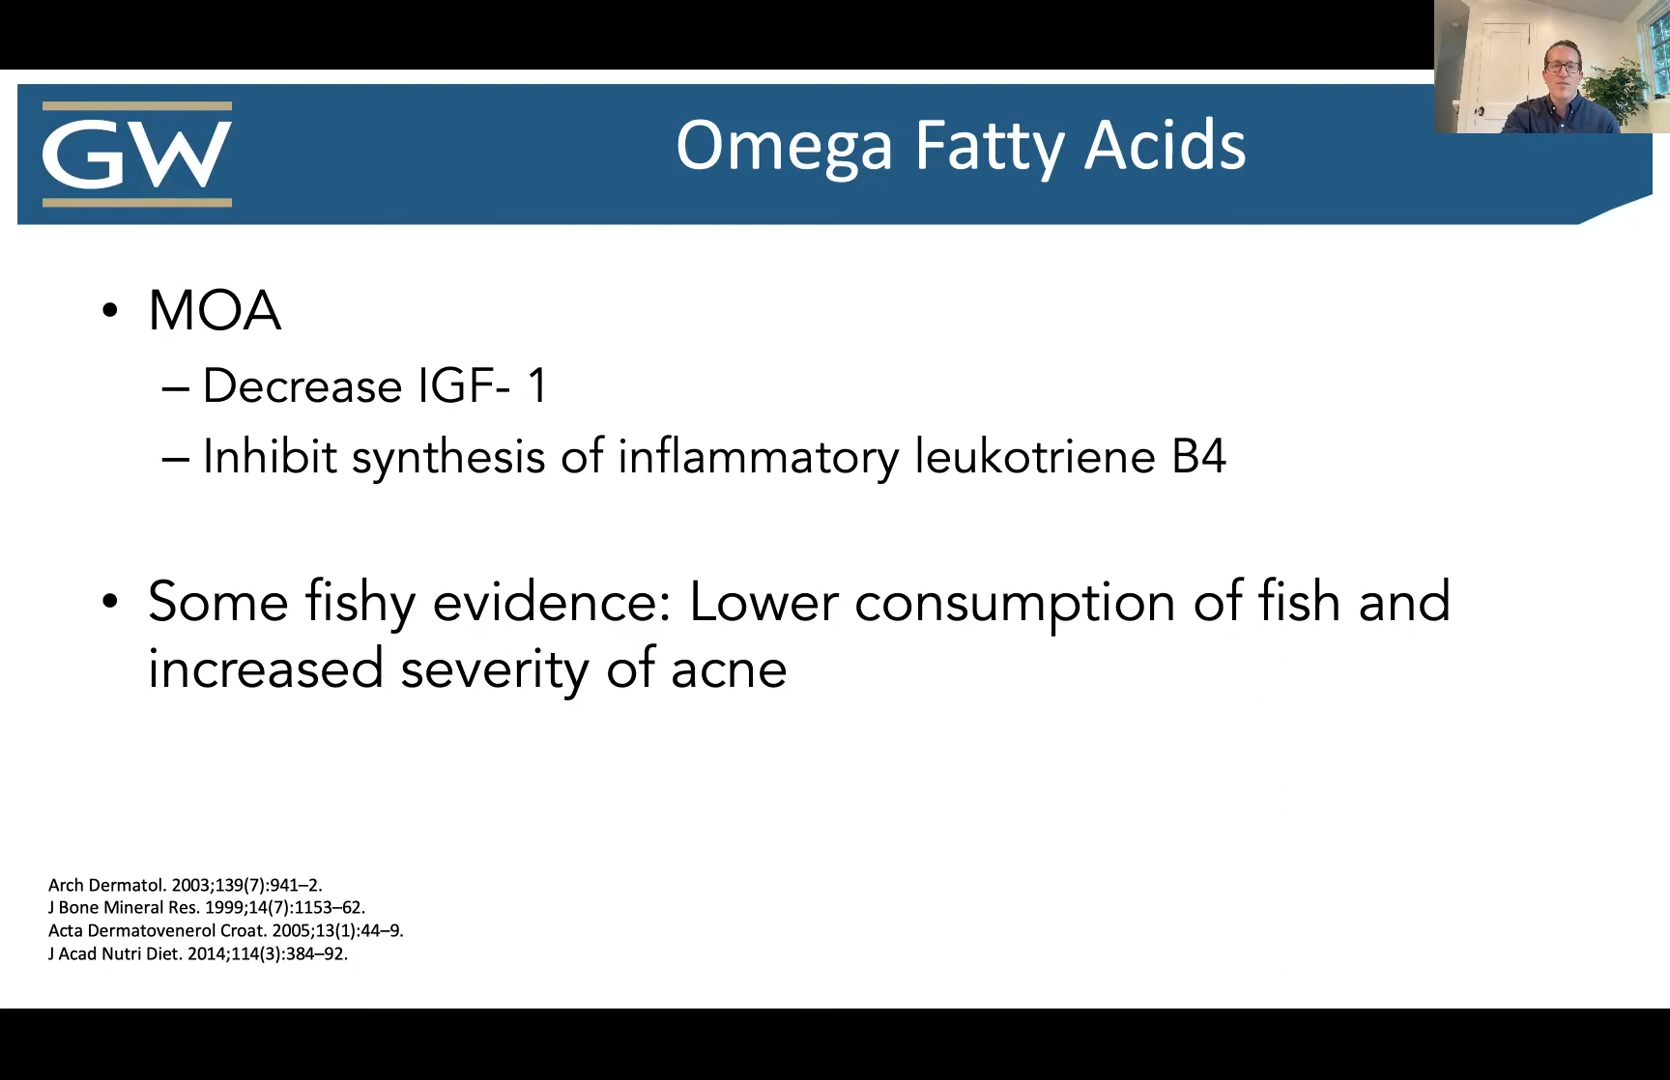 GW
Omega Fatty Acids
• MOA
– Decrease IGF- 1
– Inhibit synthesis of inflammatory leukotriene B4
• Some fishy evidence: Lower consumption of fish and
increased severity of acne
Arch Dermatol. 2003;139(7):941–2.
J Bone Mineral Res. 1999;14(7):1153–62.
Acta Dermatovenerol Croat. 2005;13(1):44–9.
J Acad Nutri Diet. 2014;114(3):384–92.